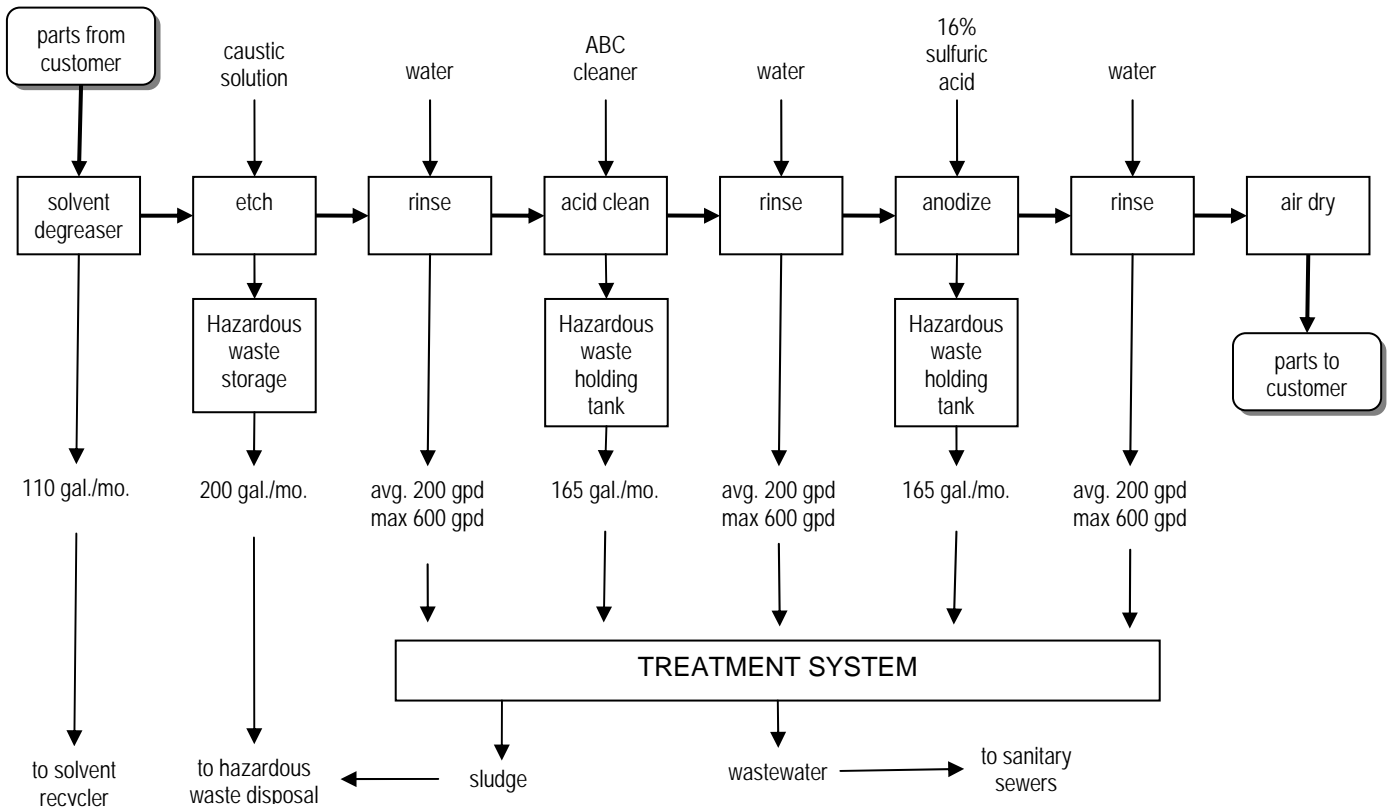 parts from
customer
caustic
solution
water
ABC
cleaner
water
16%
sulfuric
acid
water
solvent
degreaser
etch
rinse
acid clean
rinse
anodize
rinse
air dry
Hazardous
waste
storage
Hazardous
waste
holding
tank
Hazardous
waste
holding
tank
parts to
customer
110 gal./mo.
200 gal./mo.
avg. 200 gpd
max 600 gpd
165 gal./mo.
avg. 200 gpd
max 600 gpd
165 gal./mo.
avg. 200 gpd
max 600 gpd
TREATMENT SYSTEM
to solvent
recycler
to hazardous
waste disposal
sludge
wastewater
to sanitary
sewers